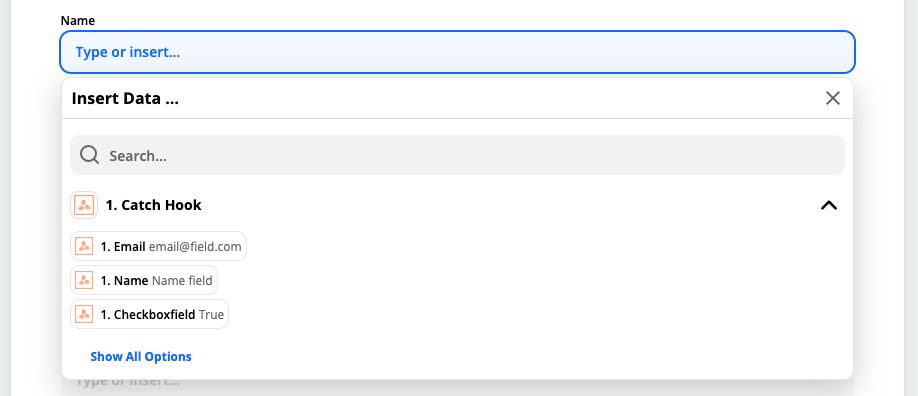 Name
Type or insert...
Insert Data ...
Search...
1. Catch Hook
1. Email email@field.com
1. Name Name field
1. Checkboxfield True
Show All Options
Type or insert...